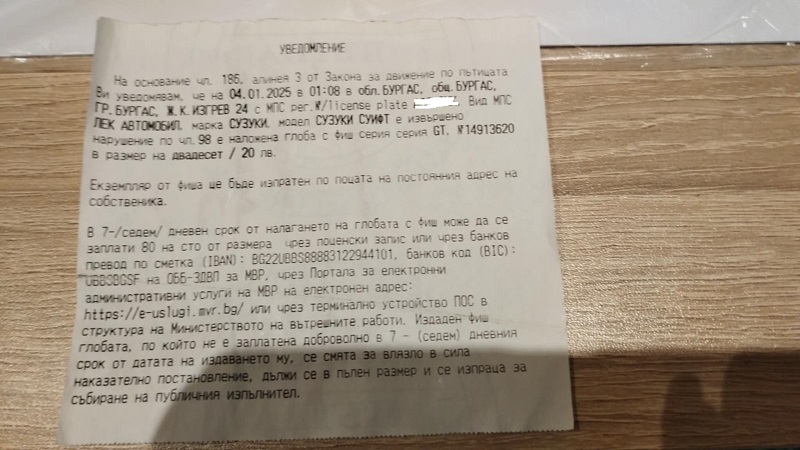 УВЕДОМЛЕНИЕ
На основание чл. 186, алинея 3 от Закона за движение по пътищата
Ви уведомявам, че на 04.01.2025 в 01:08 в обл. БУРГАС, общ. БУРГАС,
ГР. БУРГАС, Ж.К. ИЗГРЕВ 24 с МПС рег.№/license plate . Вид МПС
ЛЕК АВТОМОБИЛ, марка СУЗУКИ, модел СУЗУКИ СУИФТ е извършено
нарушение по чл. 98 е наложена глоба с фиш серия серия GT, №14913620
в размер на двадесет / 20 лв.
Екземпляр от фиша ще бъде изпратен по пощата на постоянния адрес на
собственика.
В 7-/седем/ дневен срок от налагането на глобата с фиш може да се
заплати 80 на сто от размера чрез пощенски запис или чрез банков
превод по сметка (IBAN): BG22UBBS88883122944101, банков код (BIC):
UBBSBGSF на ОББ-ЗДВП за МВР, чрез Портала за електронни
административни услуги на МВР на електронен адрес:
https://e-uslugi.mvr.bg/ или чрез терминално устройство ПОС в
структура на Министерството на вътрешните работи. Издаден фиш
глобата, по който не е заплатена доброволно в 7 - (седем) дневния
срок от датата на издаването му, се смята за влязло в сила
наказателно постановление, дължи се в пълен размер и се изпраща за
събиране на публичния изпълнител.